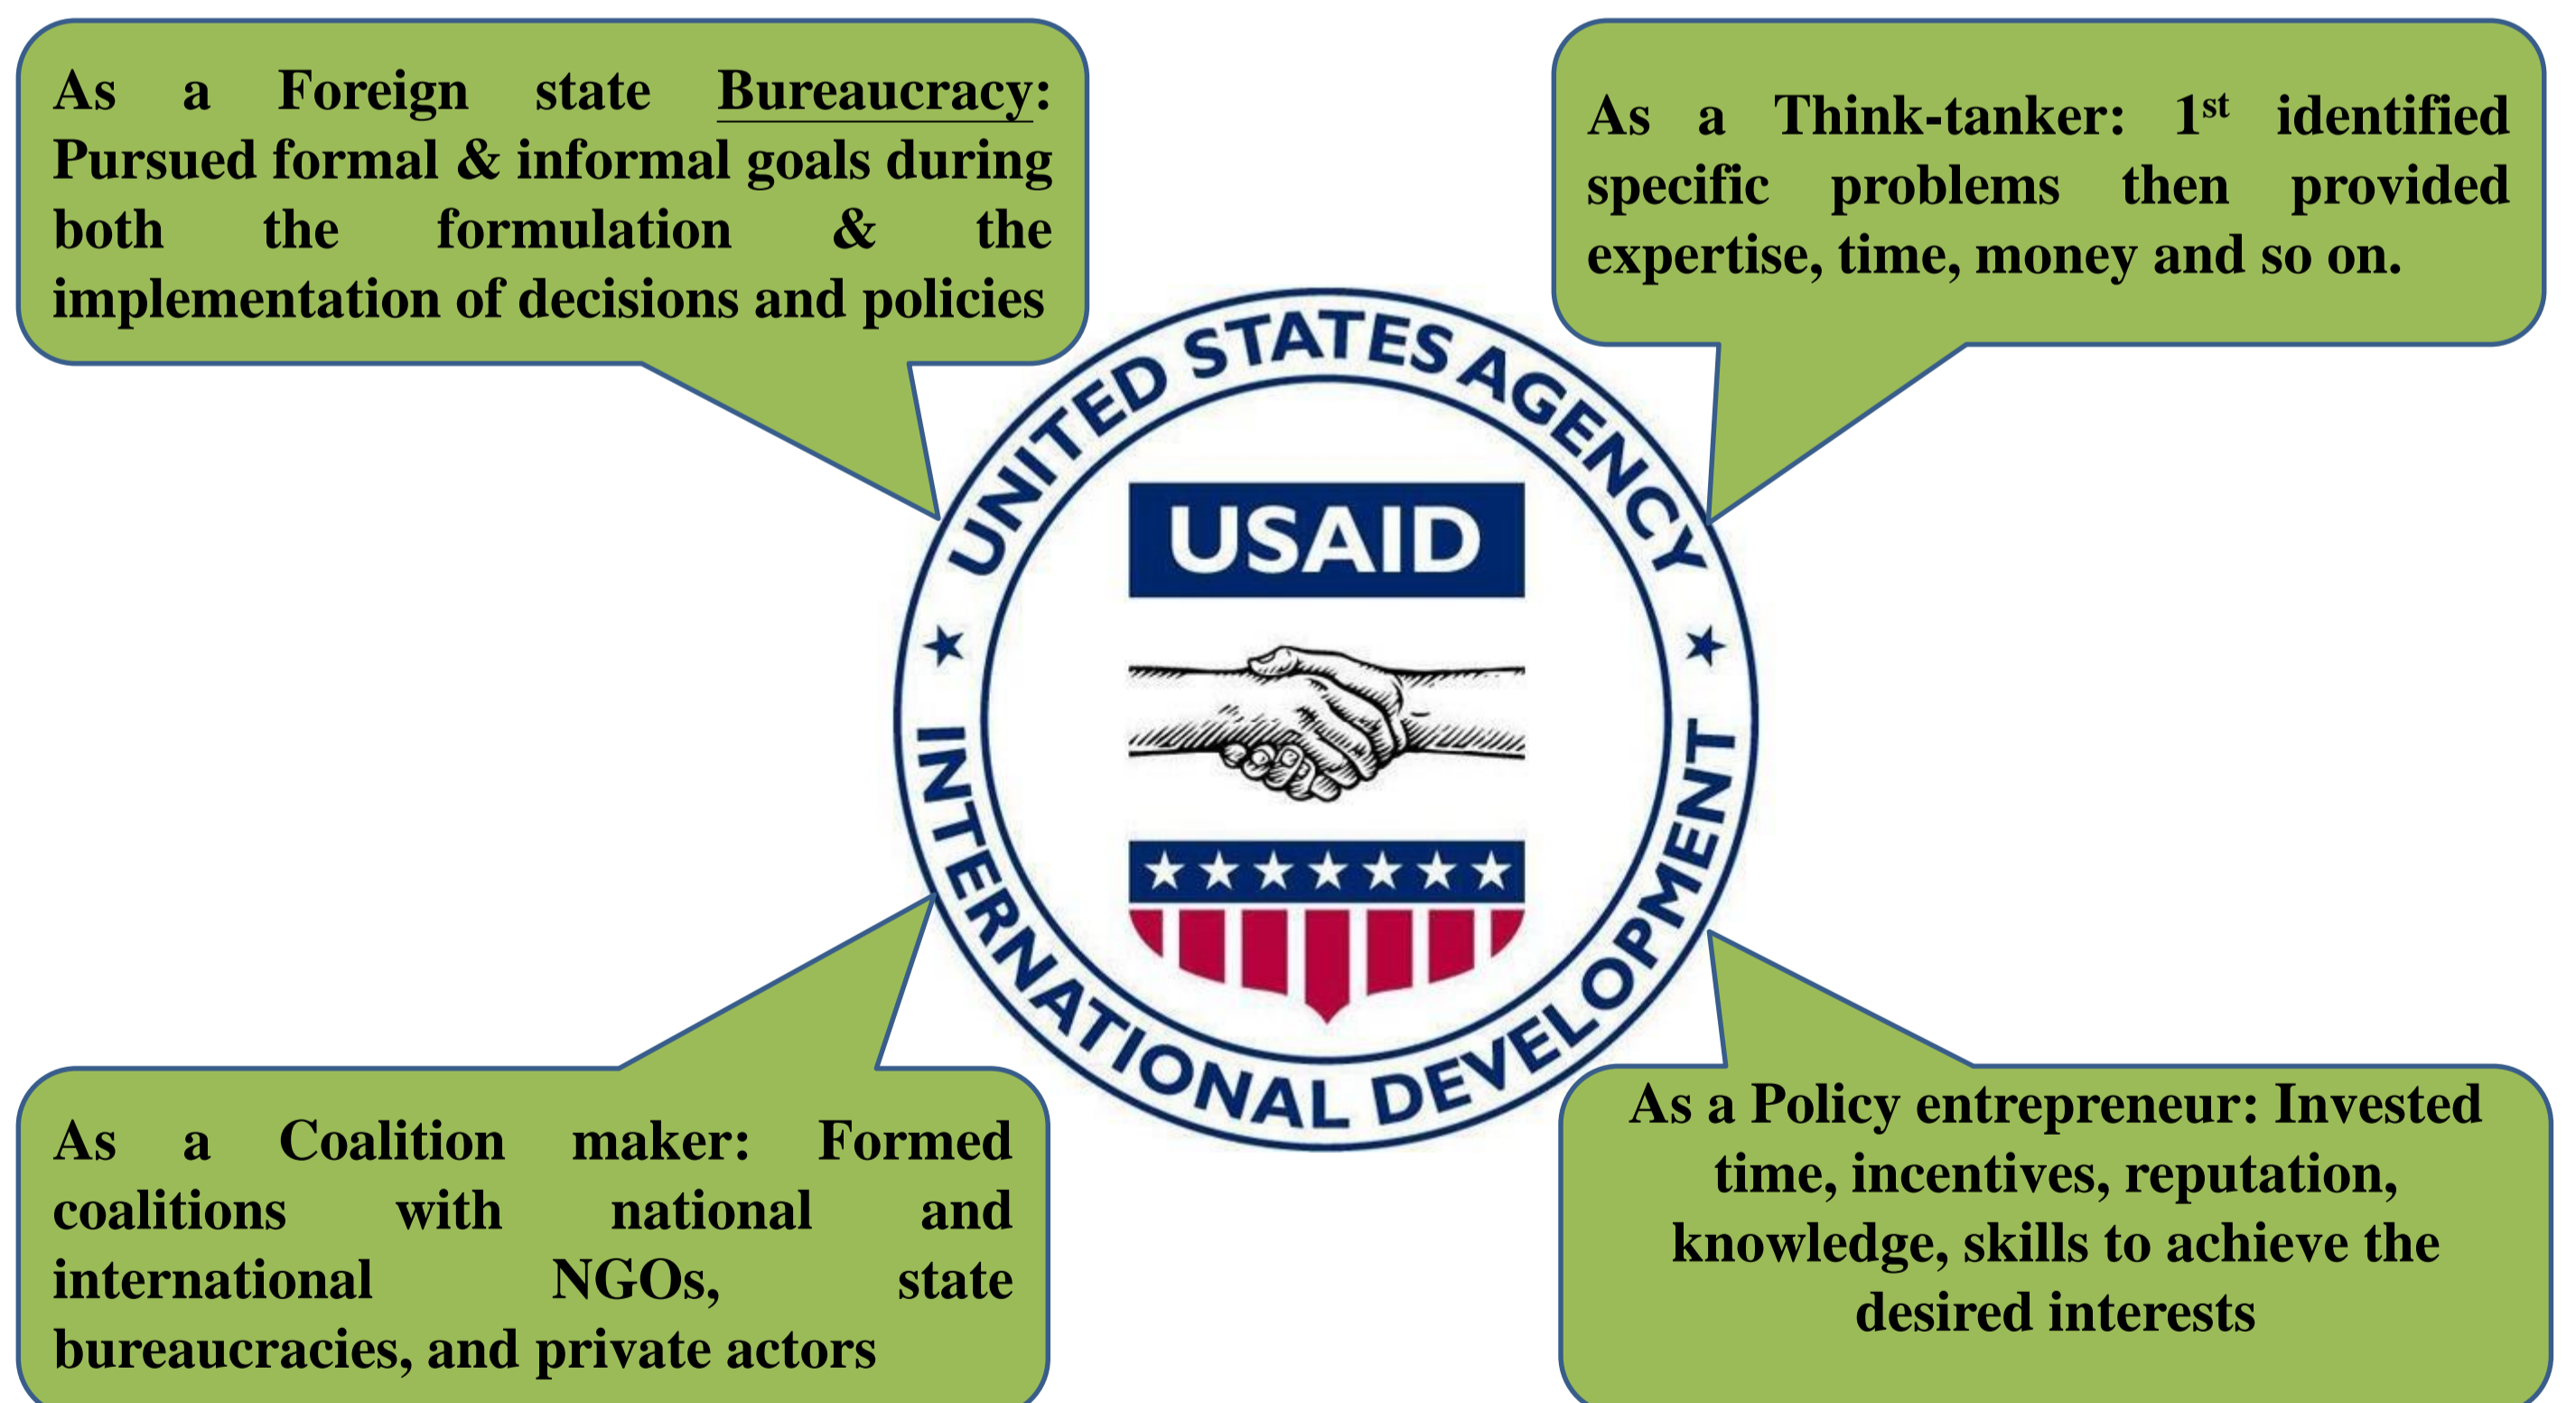 As a Foreign state Bureaucracy:
Pursued formal & informal goals during
both the formulation & the
implementation of decisions and policies
As a Think-tanker: 1st identified
specific problems then provided
expertise, time, money and so on.
UNITED STATES AGENCY
USAID
INTERNATIONAL DEVELOPMENT
As a Coalition maker: Formed
coalitions with national and
international NGOs, state
bureaucracies, and private actors
As a Policy entrepreneur: Invested
time, incentives, reputation,
knowledge, skills to achieve the
desired interests